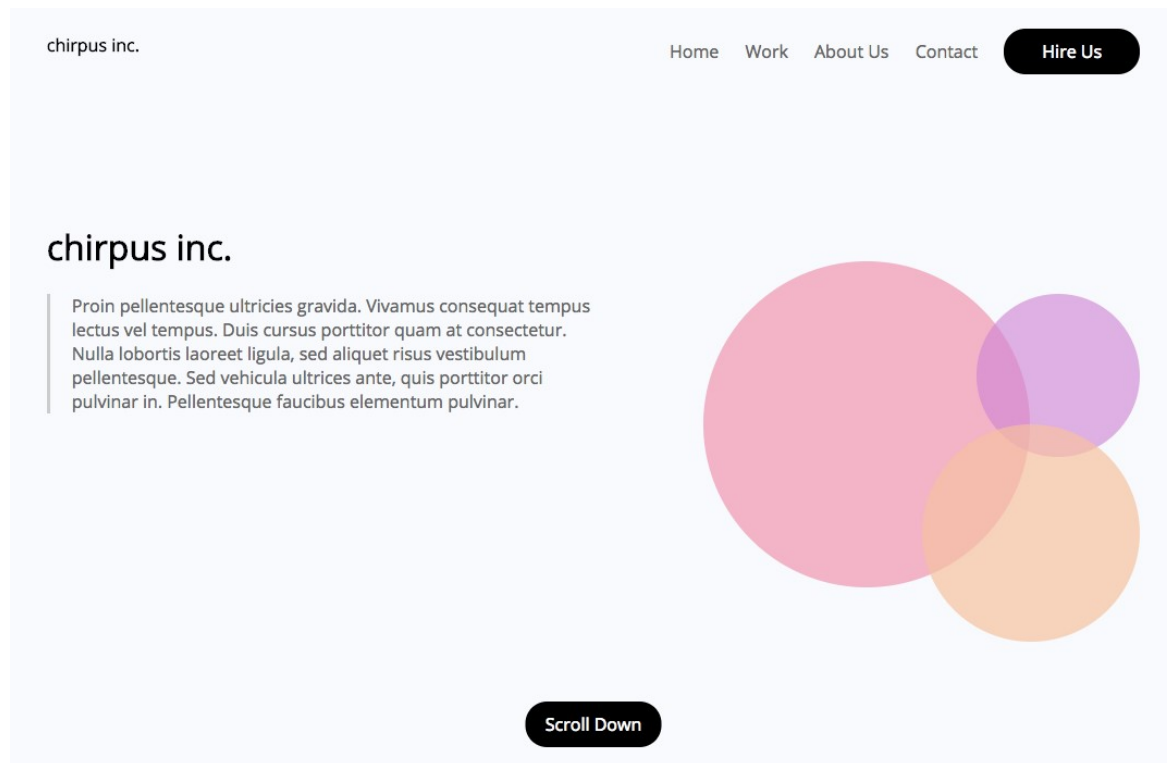 chirpus inc.
Home Work About Us Contact Hire Us
chirpus inc.
Proin pellentesque ultricies gravida. Vivamus consequat tempus
lectus vel tempus. Duis cursus porttitor quam at consectetur.
Nulla lobortis laoreet ligula, sed aliquet risus vestibulum
pellentesque. Sed vehicula ultrices ante, quis porttitor orci
pulvinar in. Pellentesque faucibus elementum pulvinar.
Scroll Down